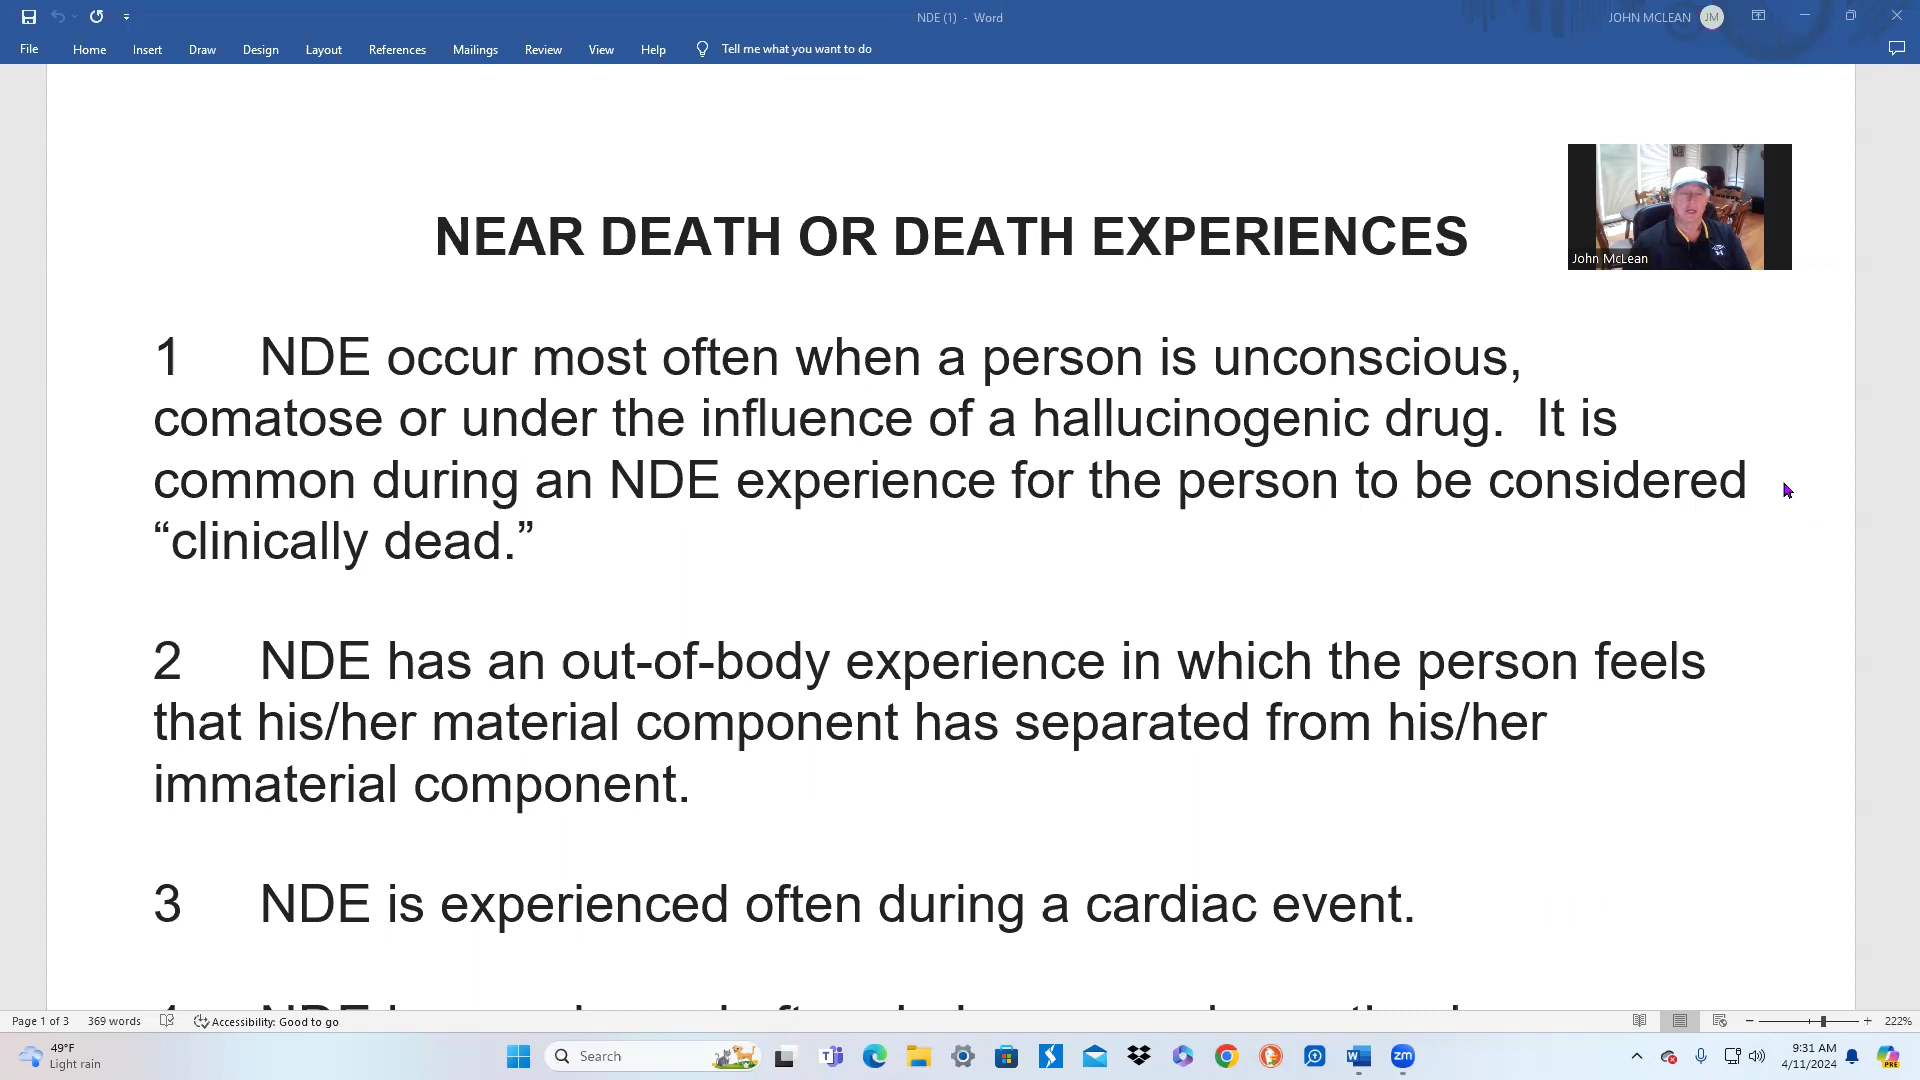 NDE (1) - Word
JOHN MCLEAN JM
File Home Insert Draw Design Layout References Mailings Review View Help Tell me what you want to do
NEAR DEATH OR DEATH EXPERIENCES
John McLean
1 NDE occur most often when a person is unconscious,
comatose or under the influence of a hallucinogenic drug. It is
common during an NDE experience for the person to be considered
“clinically dead.”
2 NDE has an out-of-body experience in which the person feels
that his/her material component has separated from his/her
immaterial component.
3 NDE is experienced often during a cardiac event.
Page 1 of 3 369 words Accessibility: Good to go 222%
49°F
Light rain
Search
zm
PRE
9:31 AM
4/11/2024